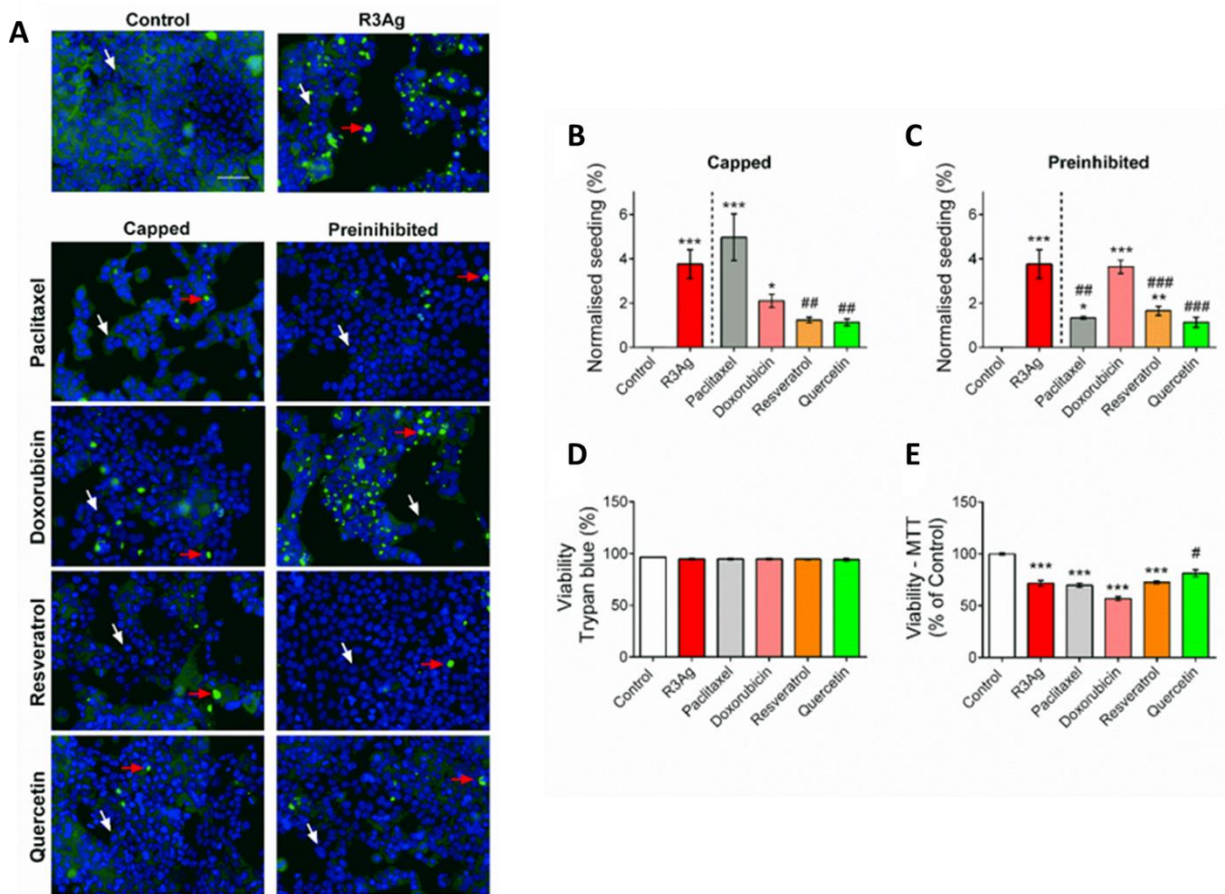 A
Control
R3Ag
Capped
Preinihibited
Paclitaxel
Doxorubicin
Resveratrol
Quercetin
B
Capped
Normalised seeding (%)
6
4
2
0
***
***
*
##
##
Control
R3Ag
Paclitaxel
Doxorubicin
Resveratrol
Quercetin
C
Preinhibited
Normalised seeding (%)
6
4
2
0
***
##
*
***
###
**
###
Control
R3Ag
Paclitaxel
Doxorubicin
Resveratrol
Quercetin
D
Viability
Trypan blue (%)
150
100
50
0
Control
R3Ag
Paclitaxel
Doxorubicin
Resveratrol
Quercetin
E
Viability - MTT
(% of Control)
150
100
50
0
***
***
***
***
#
Control
R3Ag
Paclitaxel
Doxorubicin
Resveratrol
Quercetin